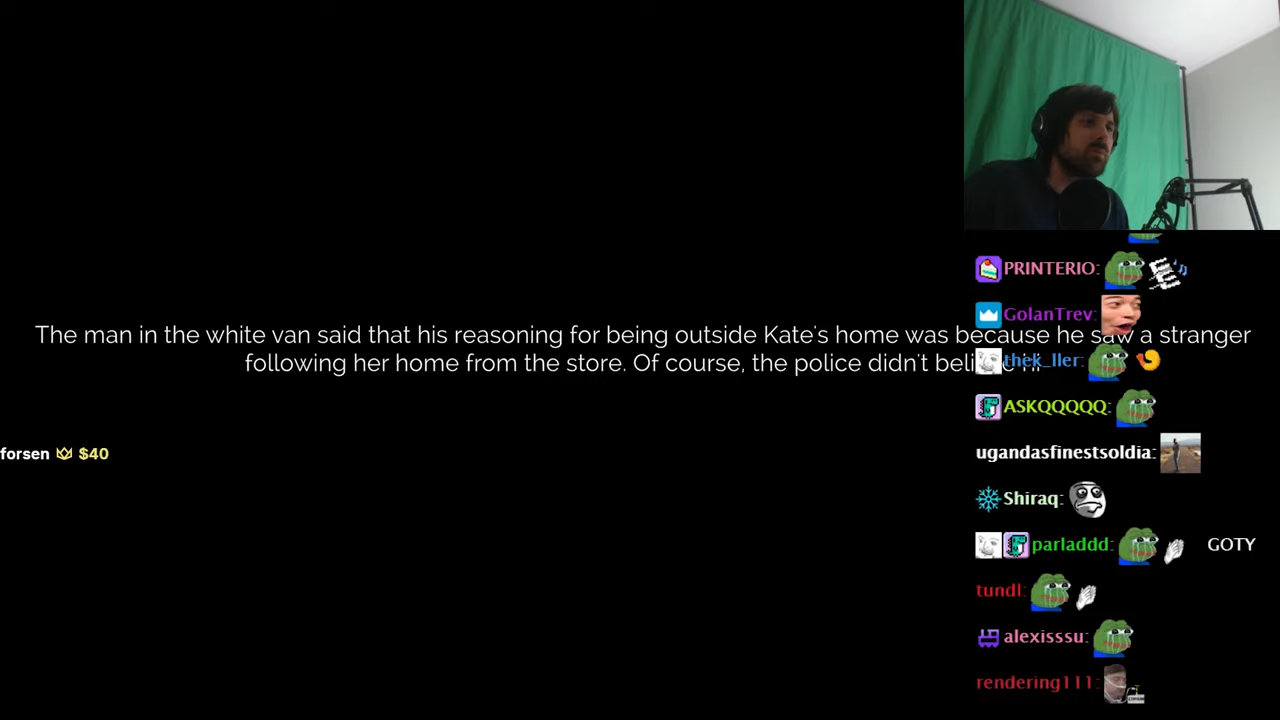 The man in the white van said that his reasoning for being outside Kate's home was because he saw a stranger
following her home from the store. Of course, the police didn't
forsen $40
PRINTERIO:
GolanTrev:
thek_ller:
ASKQQQQQ:
ugandasfinestsoldia:
Shiraq:
parladdd: GOTY
tundl:
alexisssu:
rendering111: